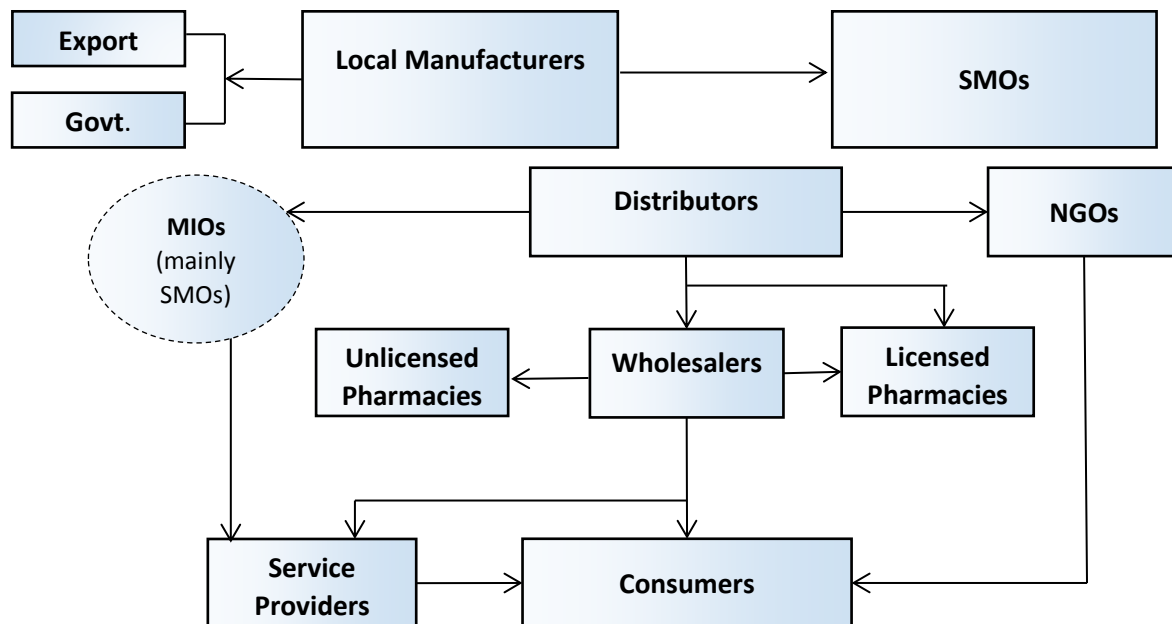 Export
Local Manufacturers
SMOs
Govt.
Distributors
NGOs
MIOs
(mainly
SMOs)
Unlicensed
Pharmacies
Wholesalers
Licensed
Pharmacies
Service
Providers
Consumers